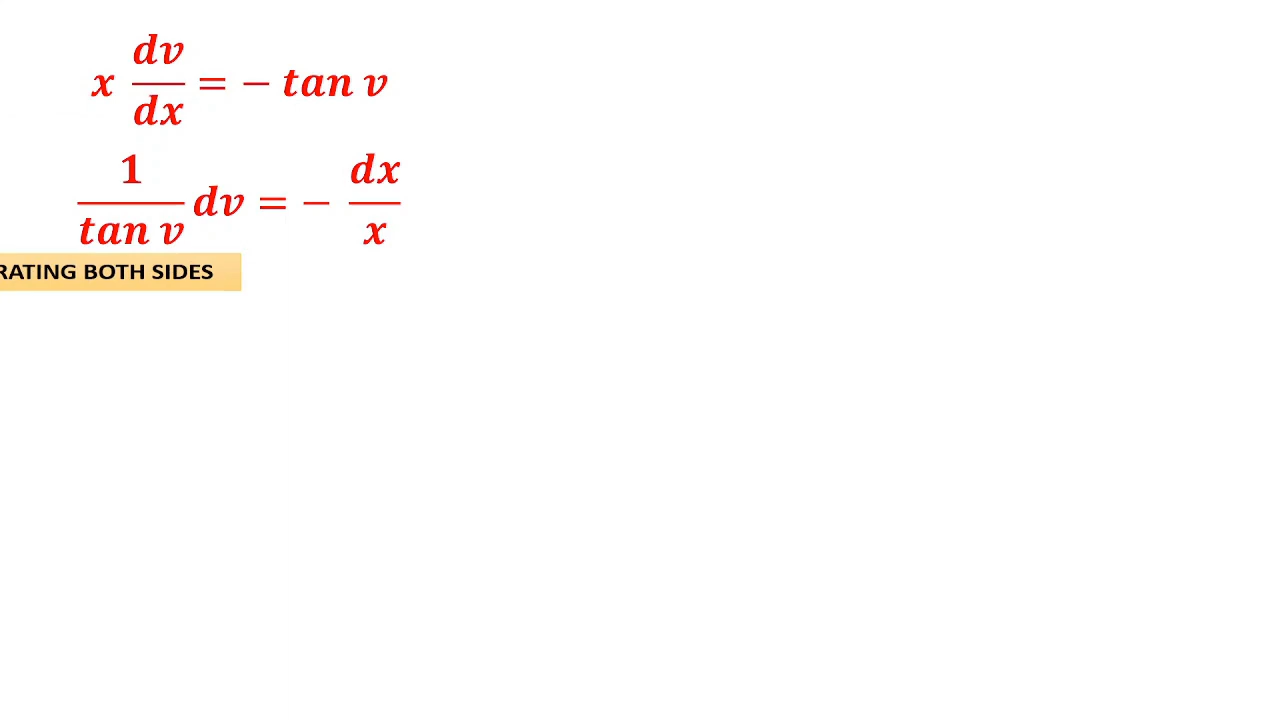 x dv/dx = − tan v
1/tan v dv = − dx/x
RATING BOTH SIDES